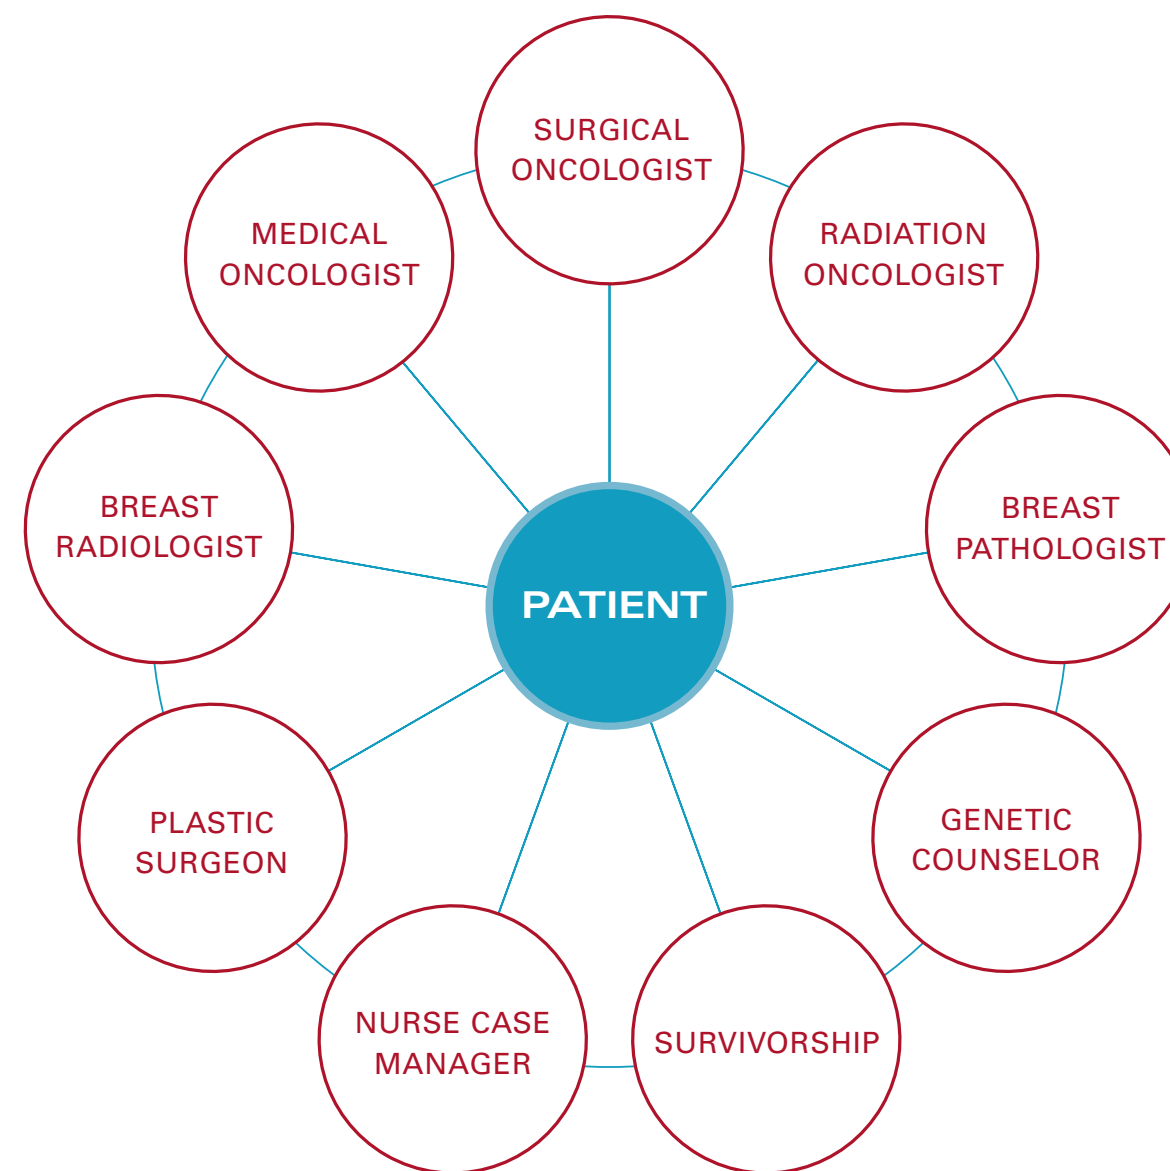 SURGICAL
ONCOLOGIST
MEDICAL
ONCOLOGIST
RADIATION
ONCOLOGIST
BREAST
RADIOLOGIST
BREAST
PATHOLOGIST
PATIENT
PLASTIC
SURGEON
GENETIC
COUNSELOR
NURSE CASE
MANAGER
SURVIVORSHIP